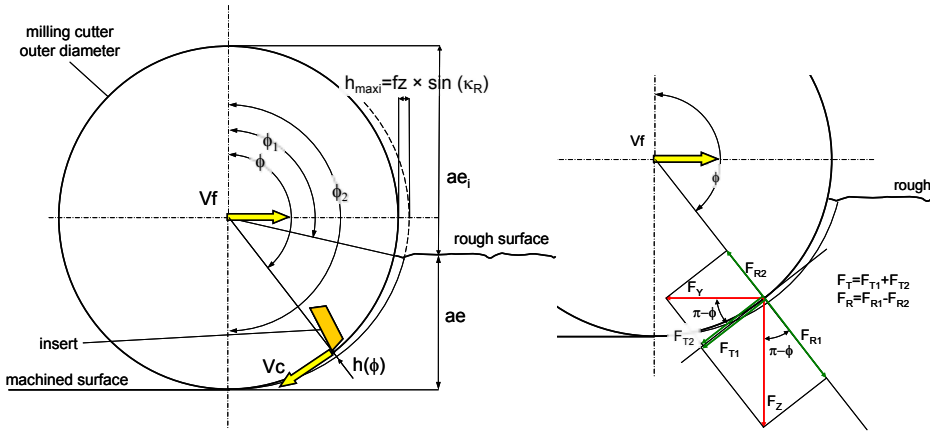 milling cutter
outer diameter
h_maxi=fz × sin (κ_R)
ϕ₁
ϕ
Vf
ϕ₂
ae_i
rough surface
ae
insert
Vc
h(ϕ)
machined surface
Vf
ϕ
rough
F_R2
F_Y
F_T=F_T1+F_T2
F_R=F_R1-F_R2
π−ϕ
F_T2
F_T1
F_R1
π−ϕ
F_Z